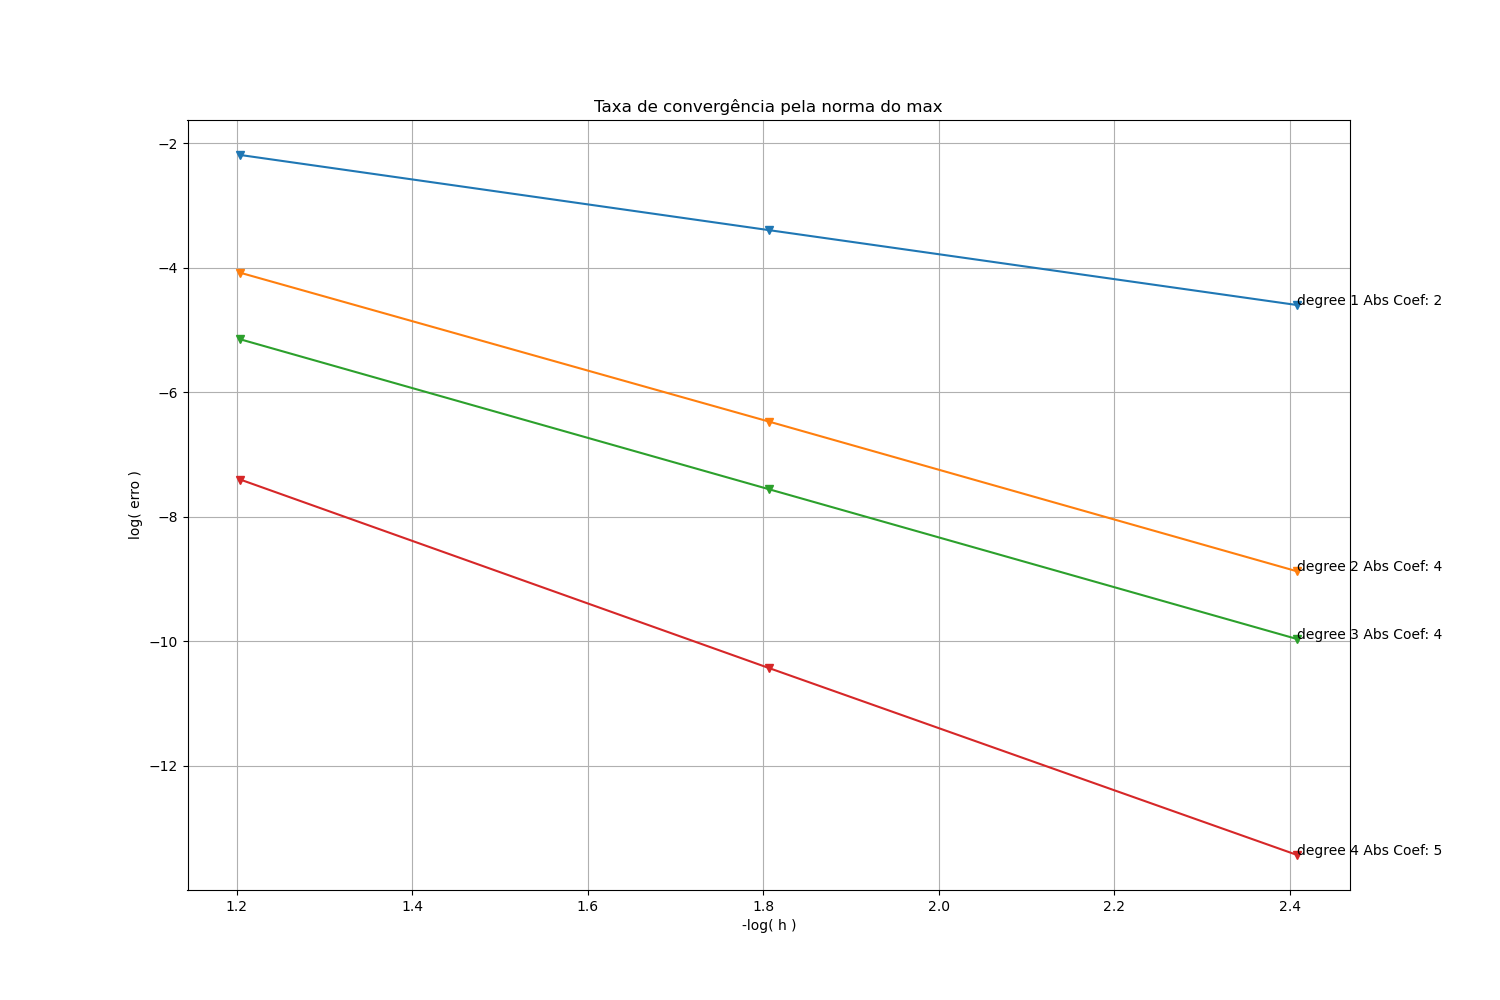 Taxa de convergência pela norma do max
−2
−4
−6
−8
−10
−12
log( erro )
degree 1 Abs Coef: 2
degree 2 Abs Coef: 4
degree 3 Abs Coef: 4
degree 4 Abs Coef: 5
1.2 1.4 1.6 1.8 2.0 2.2 2.4
-log( h )